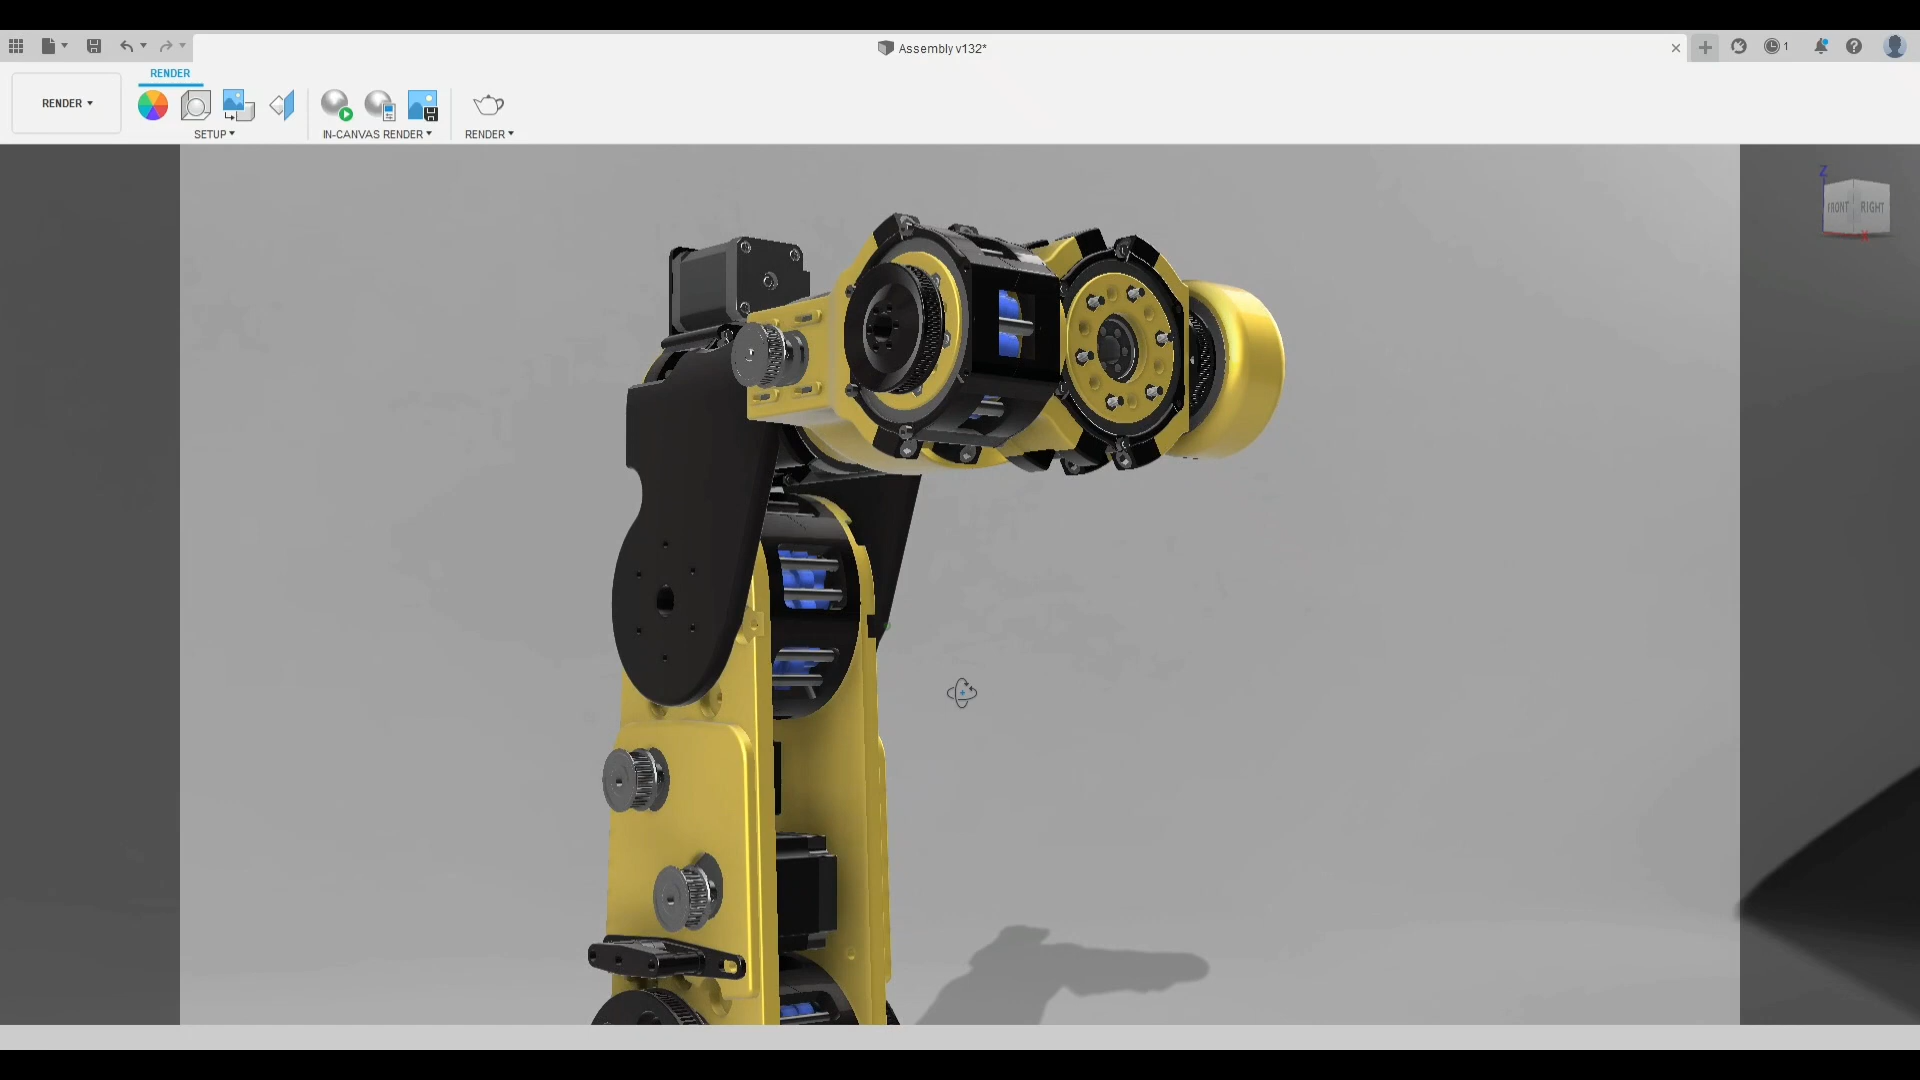 Assembly v132*
1
RENDER
RENDER
SETUP
IN-CANVAS RENDER
RENDER
Z
FRONT
RIGHT
X